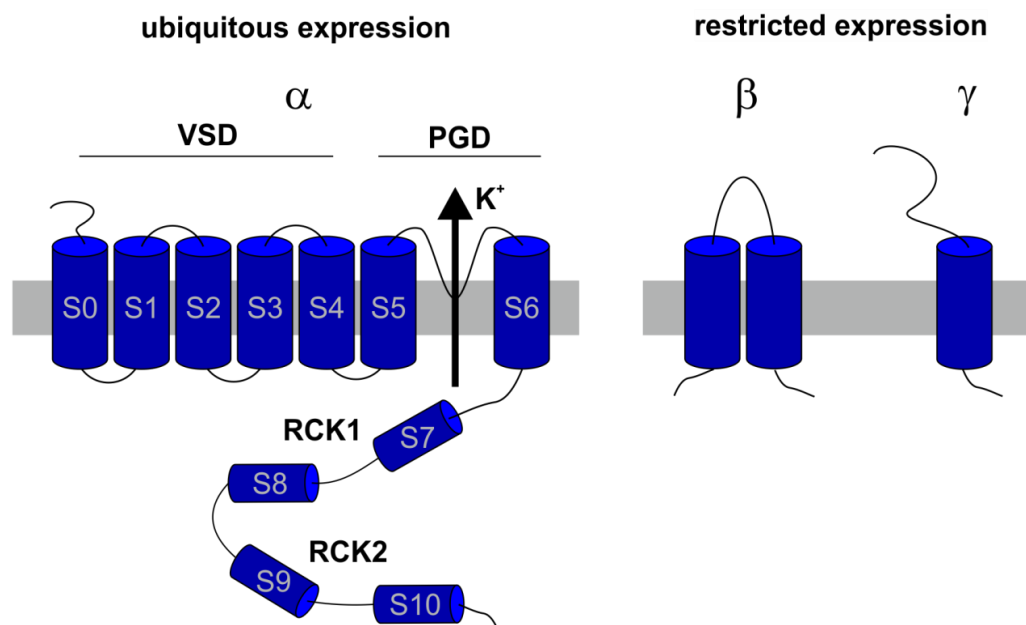 ubiquitous expression
restricted expression
α
β
γ
VSD
PGD
K⁺
S0
S1
S2
S3
S4
S5
S6
RCK1
S7
S8
RCK2
S9
S10